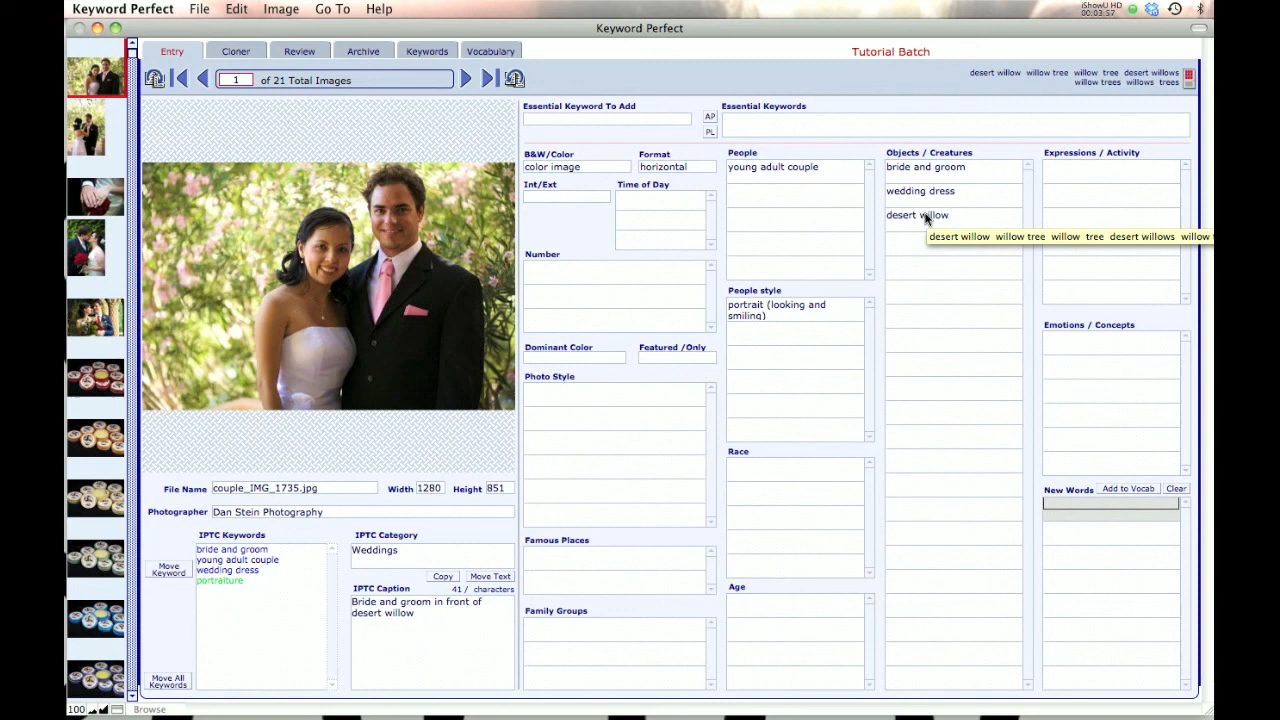 Keyword Perfect File Edit Image Go To Help
iShowU HD
00:03:57
Keyword Perfect
Entry Cloner Review Archive Keywords Vocabulary
Tutorial Batch
1 of 21 Total Images
desert willow willow tree willow tree desert willows
willow trees willows trees
Essential Keyword To Add
AP
PL
Essential Keywords
B&W/Color
color image
Format
horizontal
Int/Ext
Time of Day
Number
Dominant Color
Featured /Only
Photo Style
Famous Places
Family Groups
People
young adult couple
People style
portrait (looking and
smiling)
Race
Age
Objects / Creatures
bride and groom
wedding dress
desert willow
desert willow willow tree willow tree desert willows willow t
Expressions / Activity
Emotions / Concepts
New Words Add to Vocab Clear
File Name couple_IMG_1735.jpg Width 1280 Height 851
Photographer Dan Stein Photography
IPTC Keywords
bride and groom
young adult couple
wedding dress
portraiture
Move
Keyword
Move All
Keywords
IPTC Category
Weddings
Copy Move Text
IPTC Caption 41 / characters
Bride and groom in front of
desert willow
100 Browse